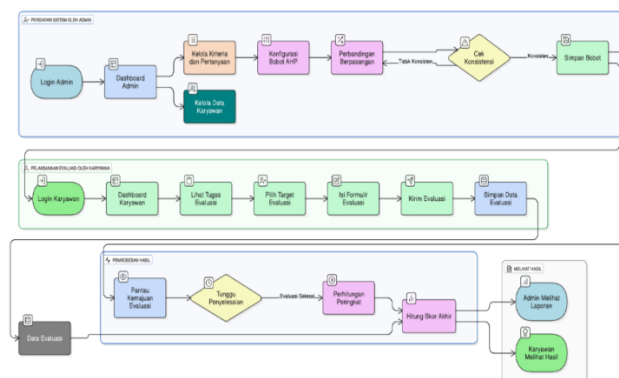 PERSIAPAN SISTEM OLEH ADMIN
Login Admin
Dashboard
Admin
Kelola Kriteria
dan Pertanyaan
Kelola Data
Karyawan
Konfigurasi
Bobot AHP
Perbandingan
Berpasangan
Tidak Konsisten
Cek
Konsistensi
Konsisten
Simpan Bobot
PELAKSANAAN EVALUASI OLEH KARYAWAN
Login Karyawan
Dashboard
Karyawan
Lihat Tugas
Evaluasi
Pilih Target
Evaluasi
Isi Formulir
Evaluasi
Kirim Evaluasi
Simpan Data
Evaluasi
PEMROSESAN HASIL
Pantau
Kemajuan
Evaluasi
Tunggu
Penyelesaian
Evaluasi Selesai
Perhitungan
Peringkat
Hitung Skor Akhir
Data Evaluasi
MELIHAT HASIL
Admin Melihat
Laporan
Karyawan
Melihat Hasil